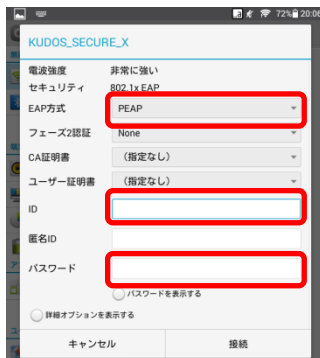 72% 20:06
KUDOS_SECURE_X
電波強度 非常に強い
セキュリティ 802.1x EAP
EAP方式 PEAP
フェーズ2認証 None
CA証明書 (指定なし)
ユーザー証明書 (指定なし)
ID
匿名ID
パスワード
パスワードを表示する
詳細オプションを表示する
キャンセル 接続